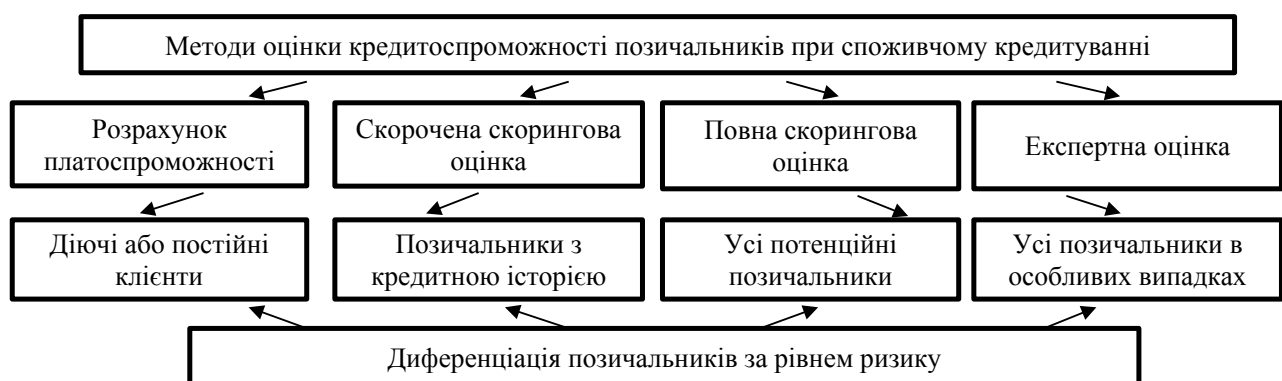 Методи оцінки кредитоспроможності позичальників при споживчому кредитуванні
Розрахунок
платоспроможності
Скорочена скорингова
оцінка
Повна скорингова
оцінка
Експертна оцінка
Діючі або постійні
клієнти
Позичальники з
кредитною історією
Усі потенційні
позичальники
Усі позичальники в
особливих випадках
Диференціація позичальників за рівнем ризику